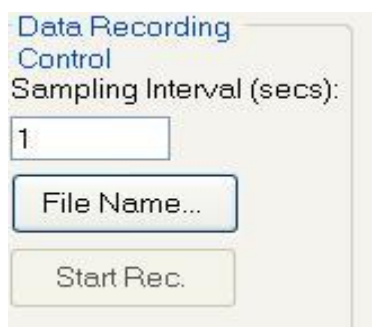 Data Recording
Control
Sampling Interval (secs):
1
File Name...
Start Rec.